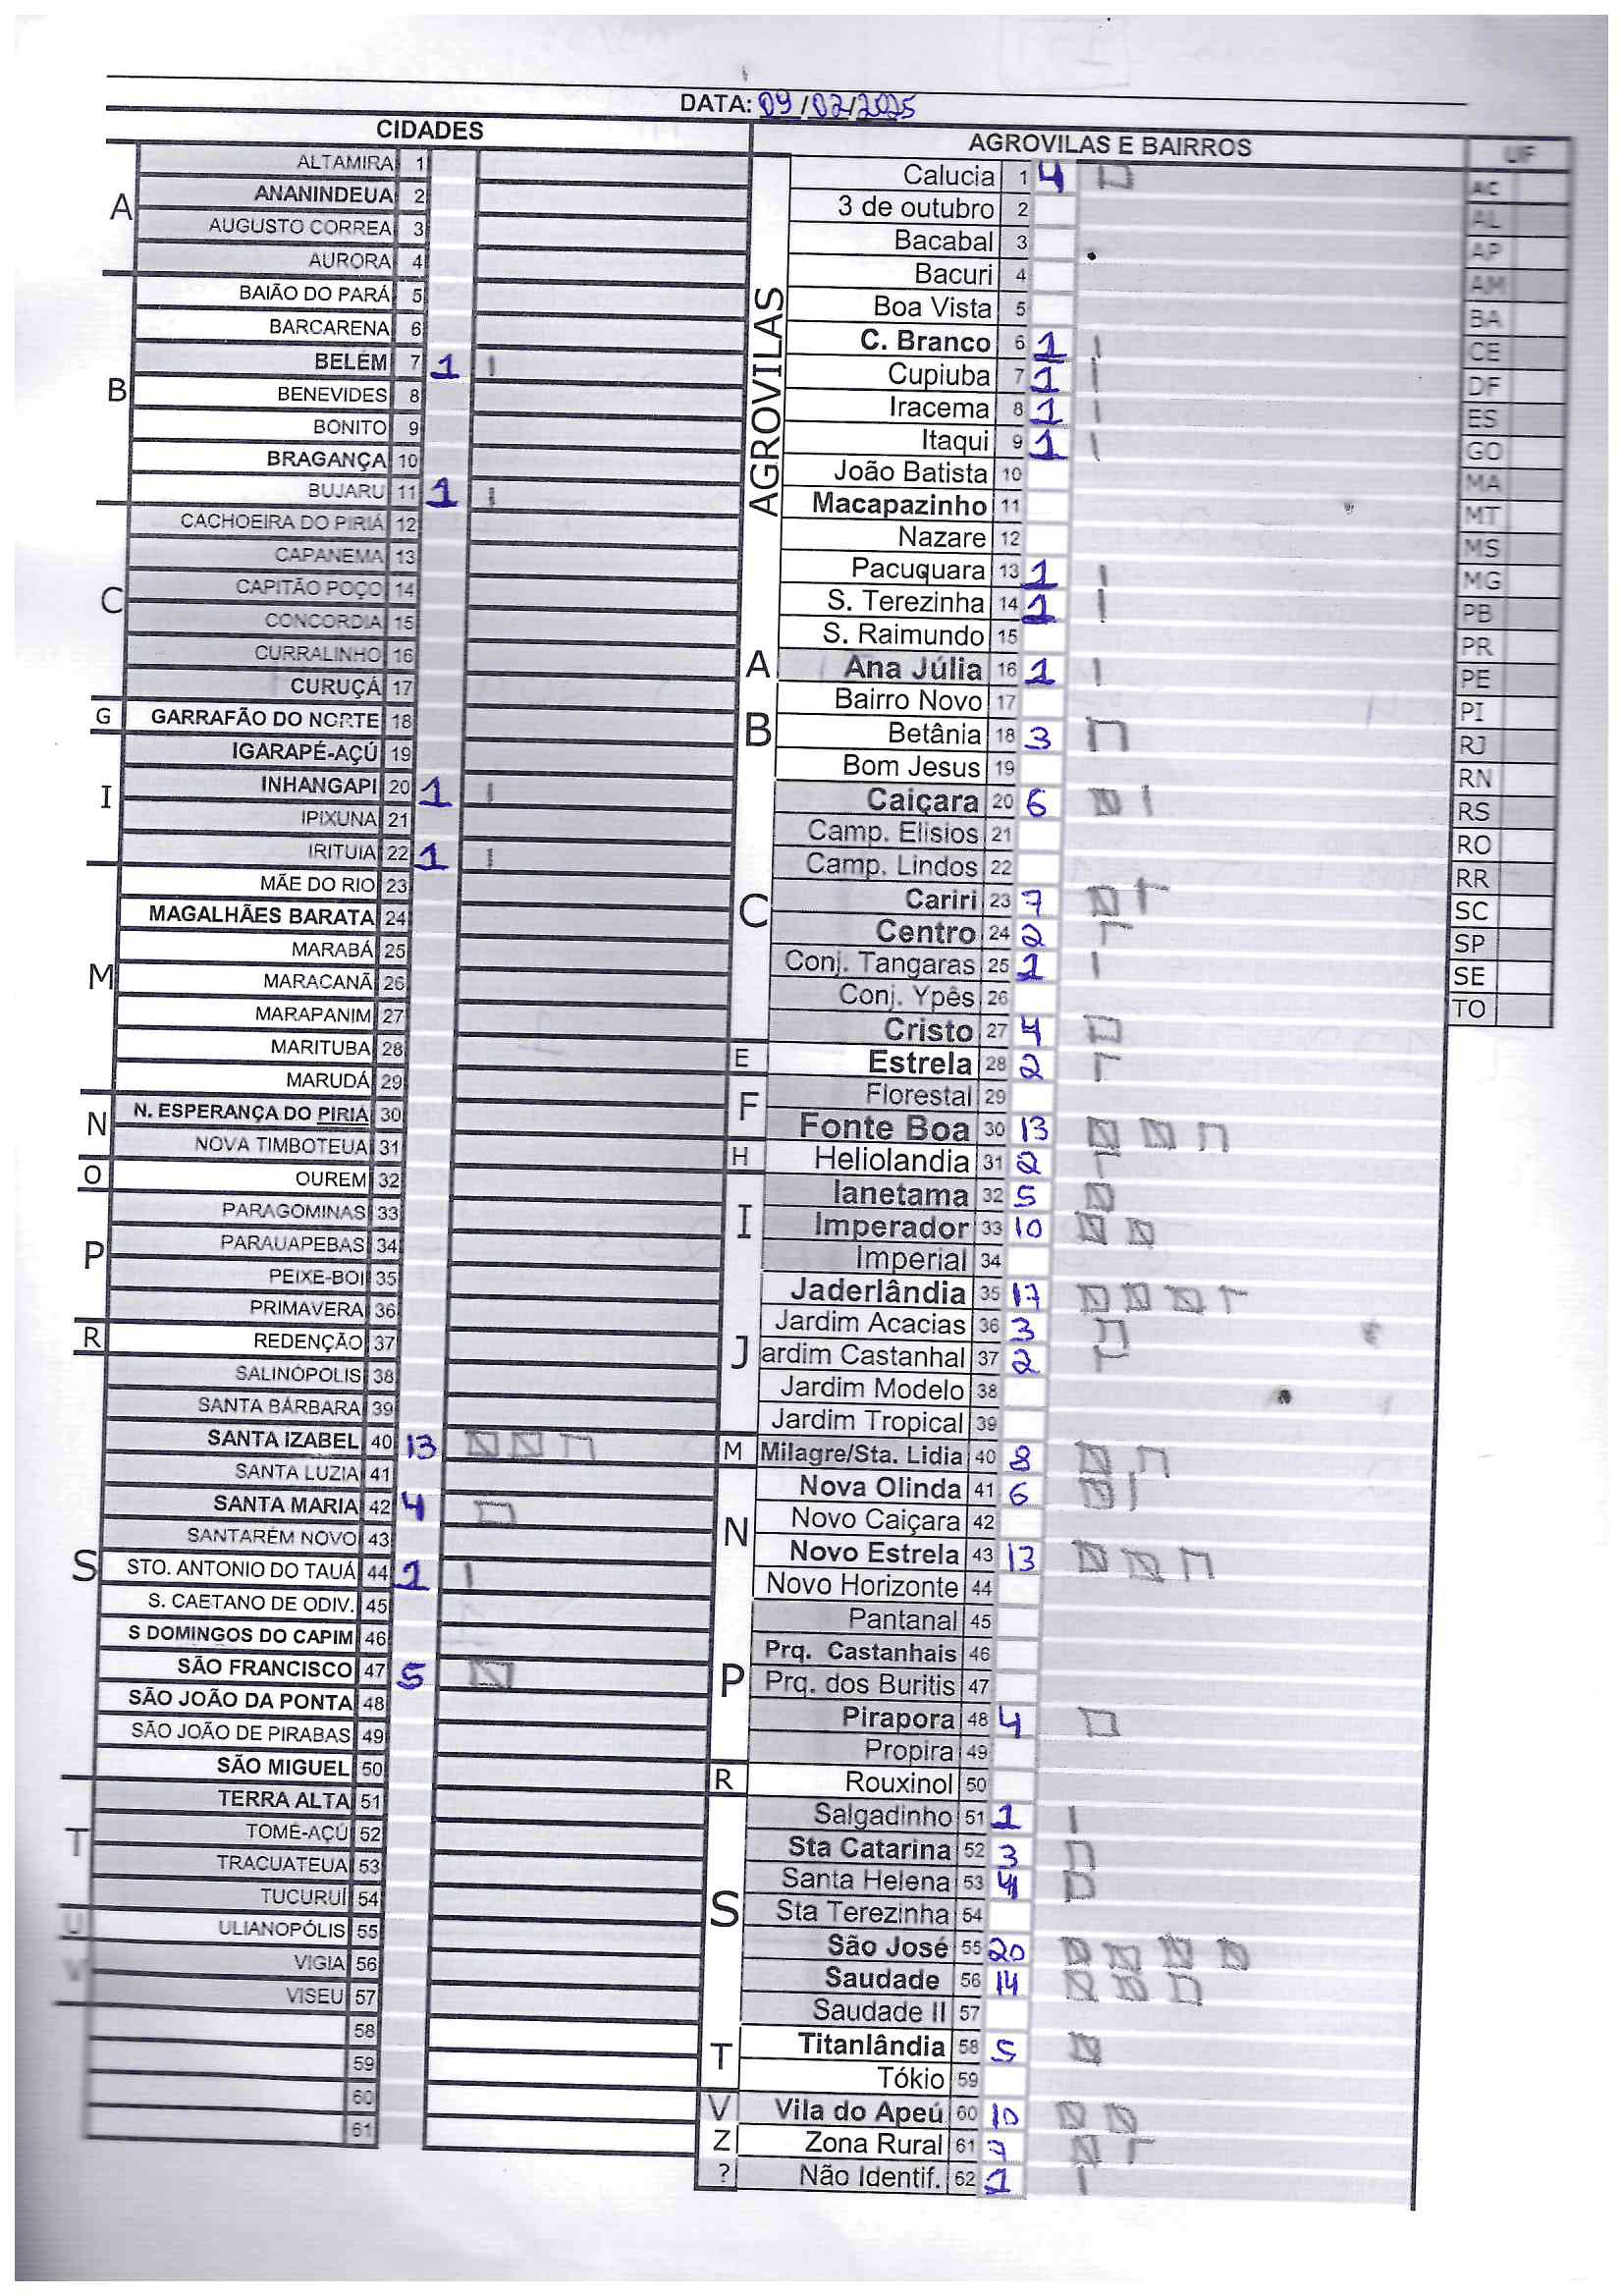 DATA: 09/02/2025
CIDADES
A
ALTAMIRA 1
ANANINDEUA 2
AUGUSTO CORREA 3
AURORA 4
B
BAIÃO DO PARÁ 5
BARCARENA 6
BELÉM 7 1
BENEVIDES 8
BONITO 9
BRAGANÇA 10
BUJARU 11 1
C
CACHOEIRA DO PIRIÁ 12
CAPANEMA 13
CAPITÃO POÇO 14
CONCORDIA 15
CURRALINHO 16
CURUÇÁ 17
G
GARRAFÃO DO NORTE 18
I
IGARAPÉ-AÇÚ 19
INHANGAPI 20 1
IPIXUNA 21
IRITUIA 22 1
M
MÃE DO RIO 23
MAGALHÃES BARATA 24
MARABÁ 25
MARACANÃ 26
MARAPANIM 27
MARITUBA 28
MARUDÁ 29
N
N. ESPERANÇA DO PIRIÁ 30
NOVA TIMBOTEUA 31
O
OUREM 32
P
PARAGOMINAS 33
PARAUAPEBAS 34
PEIXE-BOI 35
PRIMAVERA 36
R
REDENÇÃO 37
S
SALINÓPOLIS 38
SANTA BÁRBARA 39
SANTA IZABEL 40 13
SANTA LUZIA 41
SANTA MARIA 42 4
SANTARÉM NOVO 43
STO. ANTONIO DO TAUÁ 44 1
S. CAETANO DE ODIV. 45
S DOMINGOS DO CAPIM 46
SÃO FRANCISCO 47 5
SÃO JOÃO DA PONTA 48
SÃO JOÃO DE PIRABAS 49
SÃO MIGUEL 50
T
TERRA ALTA 51
TOMÉ-AÇÚ 52
TRACUATEUA 53
TUCURUÍ 54
U
ULIANOPÓLIS 55
V
VIGIA 56
VISEU 57
58
59
60
61
AGROVILAS E BAIRROS
AGROVILAS
Calucia 1 4
3 de outubro 2
Bacabal 3
Bacuri 4
Boa Vista 5
C. Branco 6 1
Cupiuba 7 1
Iracema 8 1
Itaqui 9 1
João Batista 10
Macapazinho 11
Nazare 12
Pacuquara 13 1
S. Terezinha 14 1
S. Raimundo 15
A
Ana Júlia 16 1
B
Bairro Novo 17
Betânia 18 3
Bom Jesus 19
C
Caiçara 20 6
Camp. Elisios 21
Camp. Lindos 22
Cariri 23 7
Centro 24 2
Conj. Tangaras 25 1
Conj. Ypês 26
Cristo 27 4
E
Estrela 28 2
F
Florestal 29
Fonte Boa 30 13
H
Heliolandia 31 2
I
Ianetama 32 5
Imperador 33 10
Imperial 34
J
Jaderlândia 35 17
Jardim Acacias 36 3
ardim Castanhal 37 2
Jardim Modelo 38
Jardim Tropical 39
M
Milagre/Sta. Lidia 40 8
N
Nova Olinda 41 6
Novo Caiçara 42
Novo Estrela 43 13
Novo Horizonte 44
P
Pantanal 45
Prq. Castanhais 46
Prq. dos Buritis 47
Pirapora 48 4
Propira 49
R
Rouxinol 50
S
Salgadinho 51 1
Sta Catarina 52 3
Santa Helena 53 4
Sta Terezinha 54
São José 55 20
Saudade 56 14
Saudade II 57
T
Titanlândia 58 5
Tókio 59
V
Vila do Apeú 60 10
Z
Zona Rural 61 7
?
Não Identif. 62 1
UF
AC
AL
AP
AM
BA
CE
DF
ES
GO
MA
MT
MS
MG
PB
PR
PE
PI
RJ
RN
RS
RO
RR
SC
SP
SE
TO